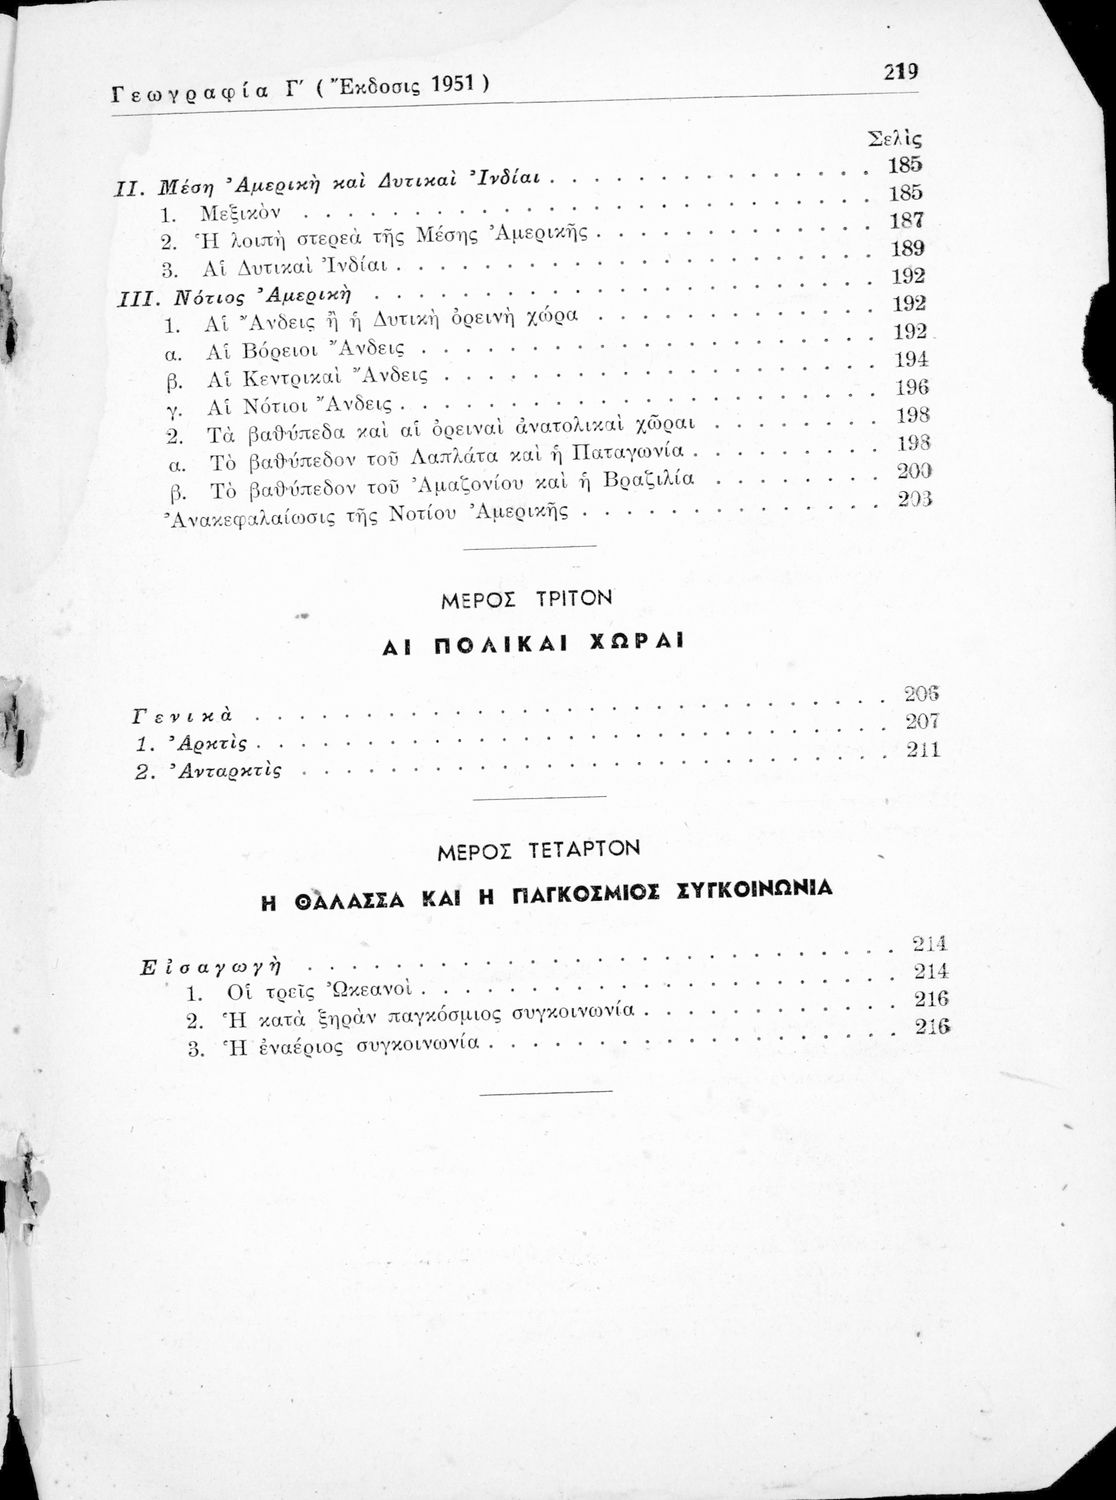 Γεωγραφία Γ′ (Ἔκδοσις 1951) 219
Σελὶς
II. Μέση Ἀμερικὴ καὶ Δυτικαὶ Ἰνδίαι . . . . . . . . . . . . . 185
1. Μεξικὸν . . . . . . . . . . . . . . . . . . . . . . . . 185
2. Ἡ λοιπὴ στερεὰ τῆς Μέσης Ἀμερικῆς . . . . . . . . . . . . 187
3. Αἱ Δυτικαὶ Ἰνδίαι . . . . . . . . . . . . . . . . . . . . 189
III. Νότιος Ἀμερικὴ . . . . . . . . . . . . . . . . . . . . . 192
1. Αἱ Ἄνδεις ἢ ἡ Δυτικὴ ὀρεινὴ χώρα . . . . . . . . . . . . 192
α. Αἱ Βόρειοι Ἄνδεις . . . . . . . . . . . . . . . . . . . 192
β. Αἱ Κεντρικαὶ Ἄνδεις . . . . . . . . . . . . . . . . . . 194
γ. Αἱ Νότιοι Ἄνδεις . . . . . . . . . . . . . . . . . . . . 196
2. Τὰ βαθύπεδα καὶ αἱ ὀρειναὶ ἀνατολικαὶ χῶραι . . . . . . . 198
α. Τὸ βαθύπεδον τοῦ Λαπλάτα καὶ ἡ Παταγωνία . . . . . . . . 198
β. Τὸ βαθύπεδον τοῦ Ἀμαζονίου καὶ ἡ Βραζιλία . . . . . . . 200
Ἀνακεφαλαίωσις τῆς Νοτίου Ἀμερικῆς . . . . . . . . . . . . . 203
ΜΕΡΟΣ ΤΡΙΤΟΝ
ΑΙ ΠΟΛΙΚΑΙ ΧΩΡΑΙ
Γενικὰ . . . . . . . . . . . . . . . . . . . . . . . . . . 206
1. Ἀρκτὶς . . . . . . . . . . . . . . . . . . . . . . . . . 207
2. Ἀνταρκτὶς . . . . . . . . . . . . . . . . . . . . . . . . 211
ΜΕΡΟΣ ΤΕΤΑΡΤΟΝ
Η ΘΑΛΑΣΣΑ ΚΑΙ Η ΠΑΓΚΟΣΜΙΟΣ ΣΥΓΚΟΙΝΩΝΙΑ
Εἰσαγωγὴ . . . . . . . . . . . . . . . . . . . . . . . . . 214
1. Οἱ τρεῖς Ὠκεανοὶ . . . . . . . . . . . . . . . . . . . . 214
2. Ἡ κατὰ ξηρὰν παγκόσμιος συγκοινωνία . . . . . . . . . . . 216
3. Ἡ ἐναέριος συγκοινωνία . . . . . . . . . . . . . . . . . . 216